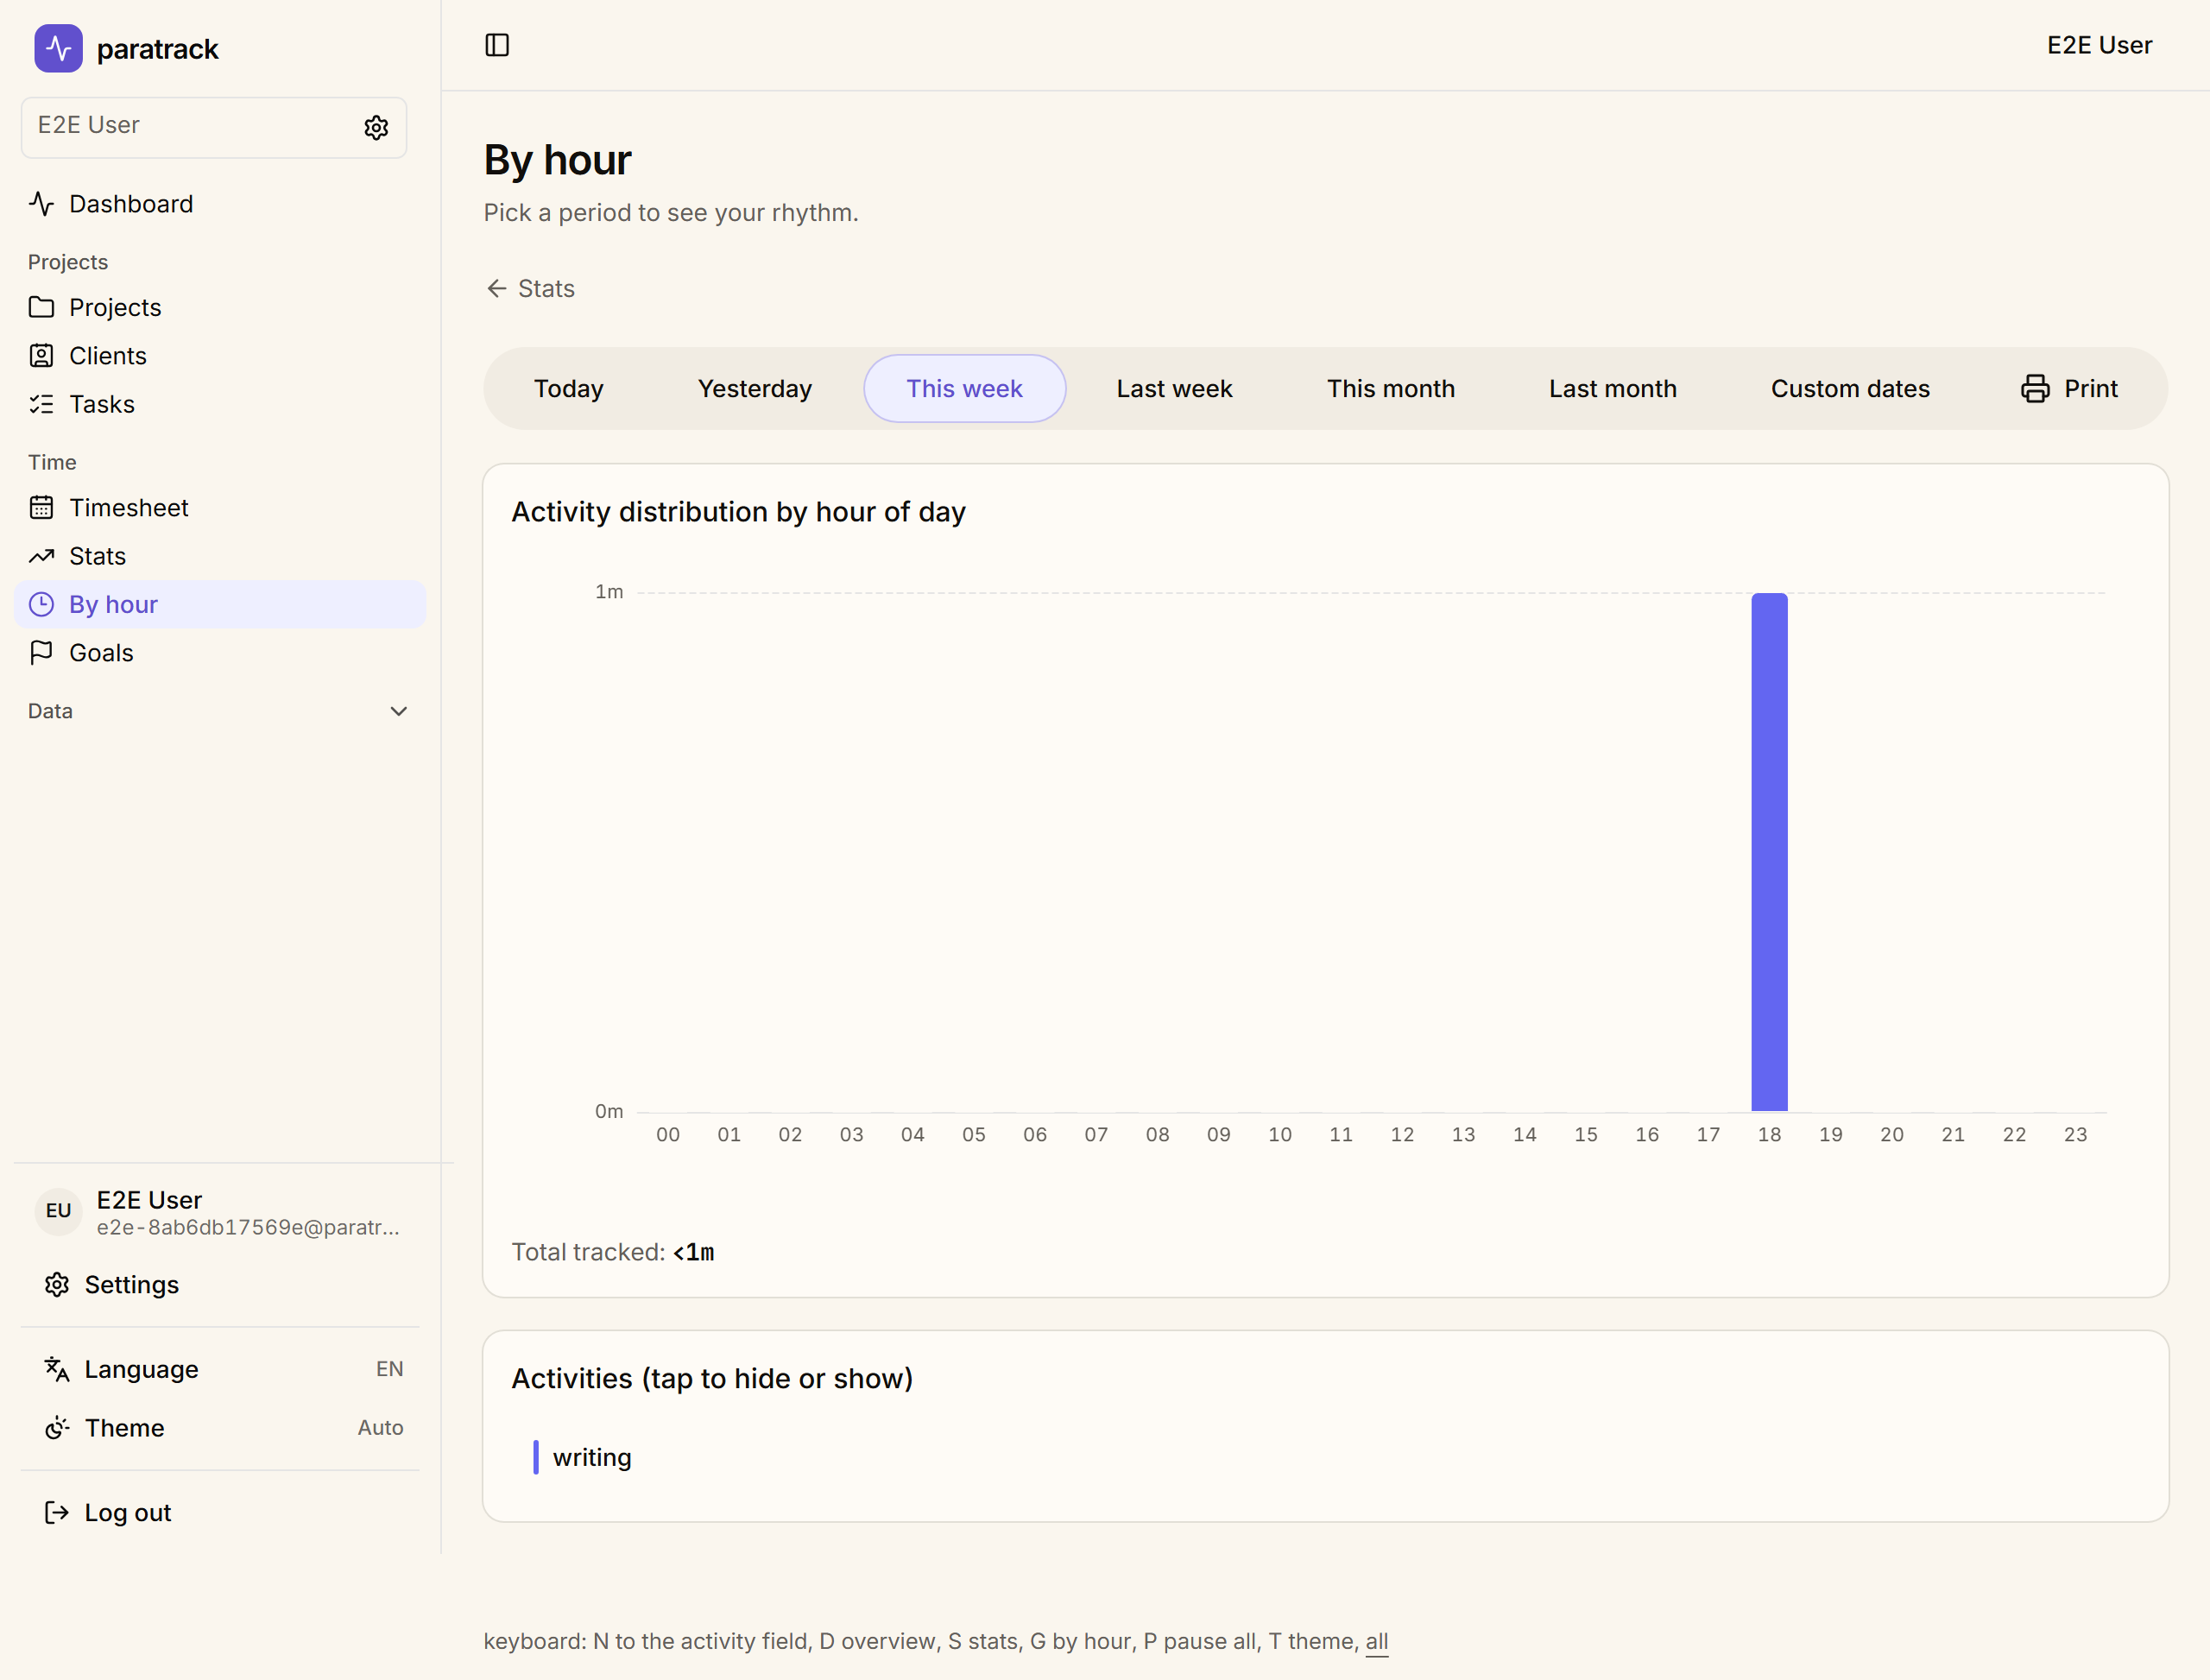 paratrack
E2E User
Dashboard
Projects
Projects
Clients
Tasks
Time
Timesheet
Stats
By hour
Goals
Data
EU
E2E User
e2e-8ab6db17569e@paratr...
Settings
Language EN
Theme Auto
Log out
E2E User
By hour
Pick a period to see your rhythm.
Stats
Today Yesterday This week Last week This month Last month Custom dates Print
Activity distribution by hour of day
1m
0m
00 01 02 03 04 05 06 07 08 09 10 11 12 13 14 15 16 17 18 19 20 21 22 23
Total tracked: <1m
Activities (tap to hide or show)
writing
keyboard: N to the activity field, D overview, S stats, G by hour, P pause all, T theme, all